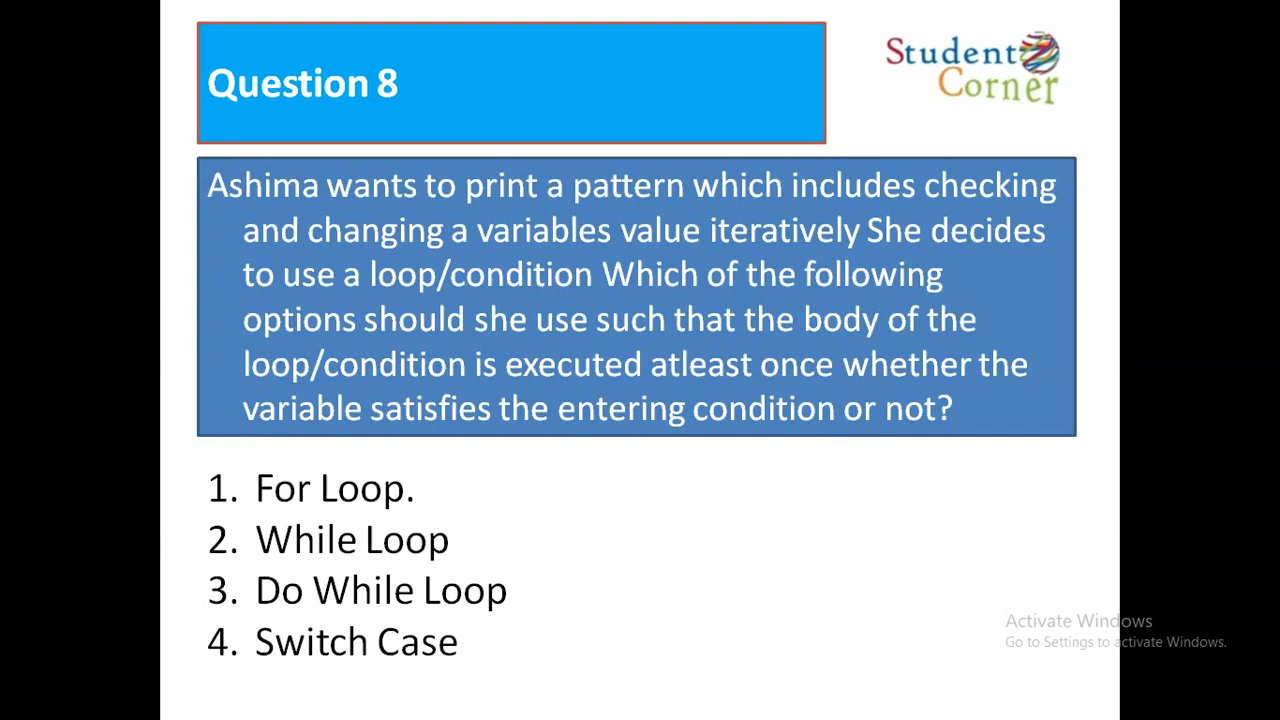 Question 8
Student
Corner
Ashima wants to print a pattern which includes checking
and changing a variables value iteratively She decides
to use a loop/condition Which of the following
options should she use such that the body of the
loop/condition is executed atleast once whether the
variable satisfies the entering condition or not?
1. For Loop.
2. While Loop
3. Do While Loop
4. Switch Case
Activate Windows
Go to Settings to activate Windows.